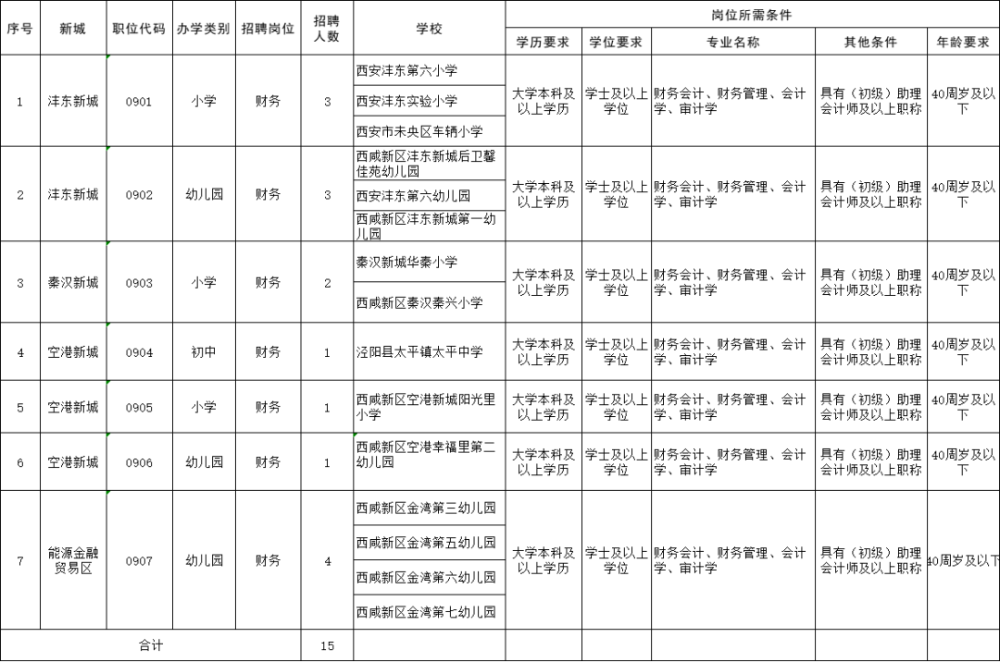 序号 新城 职位代码 办学类别 招聘岗位 招聘人数 学校 岗位所需条件
学历要求 学位要求 专业名称 其他条件 年龄要求
1 沣东新城 0901 小学 财务 3 西安沣东第六小学 大学本科及以上学历 学士及以上学位 财务会计、财务管理、会计学、审计学 具有（初级）助理会计师及以上职称 40周岁及以下
西安沣东实验小学
西安市未央区车辆小学
2 沣东新城 0902 幼儿园 财务 3 西咸新区沣东新城后卫馨佳苑幼儿园 大学本科及以上学历 学士及以上学位 财务会计、财务管理、会计学、审计学 具有（初级）助理会计师及以上职称 40周岁及以下
西安沣东第六幼儿园
西咸新区沣东新城第一幼儿园
3 秦汉新城 0903 小学 财务 2 秦汉新城华秦小学 大学本科及以上学历 学士及以上学位 财务会计、财务管理、会计学、审计学 具有（初级）助理会计师及以上职称 40周岁及以下
西咸新区秦汉秦兴小学
4 空港新城 0904 初中 财务 1 泾阳县太平镇太平中学 大学本科及以上学历 学士及以上学位 财务会计、财务管理、会计学、审计学 具有（初级）助理会计师及以上职称 40周岁及以下
5 空港新城 0905 小学 财务 1 西咸新区空港新城阳光里小学 大学本科及以上学历 学士及以上学位 财务会计、财务管理、会计学、审计学 具有（初级）助理会计师及以上职称 40周岁及以下
6 空港新城 0906 幼儿园 财务 1 西咸新区空港幸福里第二幼儿园 大学本科及以上学历 学士及以上学位 财务会计、财务管理、会计学、审计学 具有（初级）助理会计师及以上职称 40周岁及以下
7 能源金融贸易区 0907 幼儿园 财务 4 西咸新区金湾第三幼儿园 大学本科及以上学历 学士及以上学位 财务会计、财务管理、会计学、审计学 具有（初级）助理会计师及以上职称 40周岁及以下
西咸新区金湾第五幼儿园
西咸新区金湾第六幼儿园
西咸新区金湾第七幼儿园
合计 15